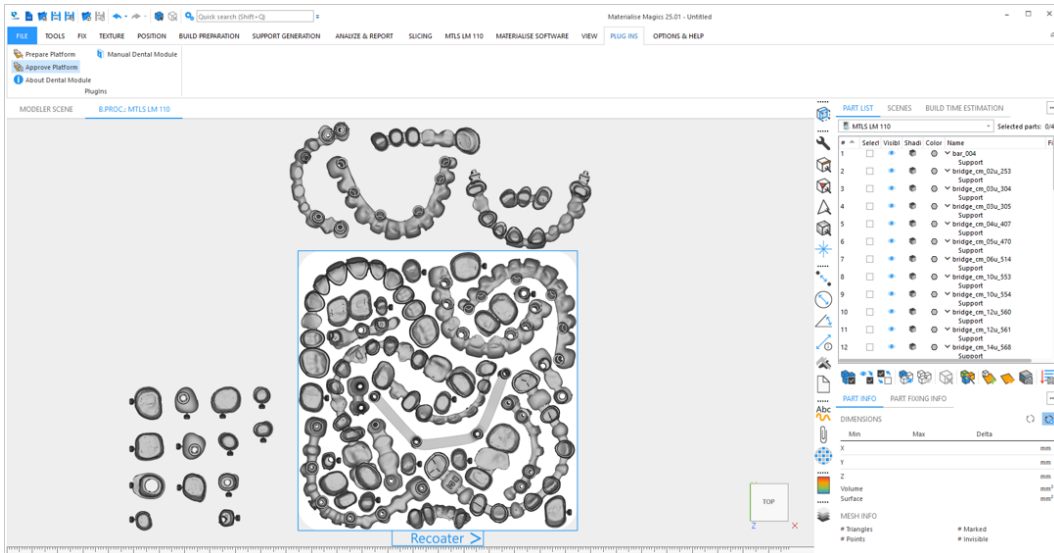 Quick search (Shift+Q)
Materialise Magics 25.01 - Untitled
FILE TOOLS FIX TEXTURE POSITION BUILD PREPARATION SUPPORT GENERATION ANALIZE & REPORT SLICING MTLS LM 110 MATERIALISE SOFTWARE VIEW PLUG INS OPTIONS & HELP
Prepare Platform Manual Dental Module
Approve Platform
About Dental Module
PlugIns
MODELER SCENE B.PROC.: MTLS LM 110
PART LIST SCENES BUILD TIME ESTIMATION
MTLS LM 110 Selected parts: 0/4
# Select Visibl Shadi Color Name Fi
1 bar_004
Support
2 bridge_cm_02u_253
Support
3 bridge_cm_03u_304
Support
4 bridge_cm_03u_305
Support
5 bridge_cm_04u_407
Support
6 bridge_cm_05u_470
Support
7 bridge_cm_06u_514
Support
8 bridge_cm_10u_553
Support
9 bridge_cm_10u_554
Support
10 bridge_cm_12u_560
Support
11 bridge_cm_12u_561
Support
12 bridge_cm_14u_568
Support
Abc
PART INFO PART FIXING INFO
DIMENSIONS
Min Max Delta
X mm
Y mm
Z mm
Volume mm³
Surface mm²
MESH INFO
# Triangles # Marked
# Points # Invisible
TOP
Z X
Recoater >